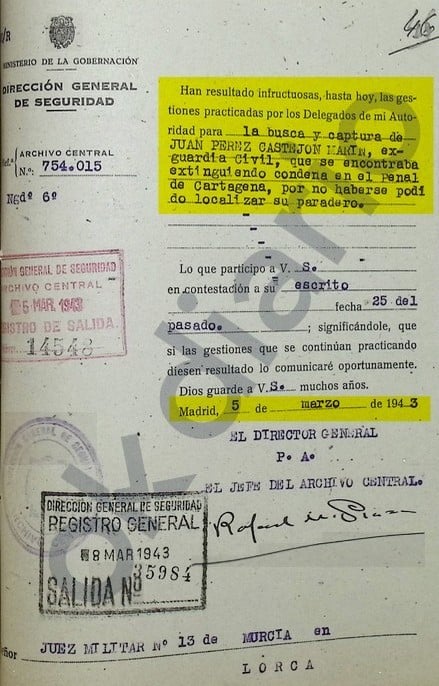 46
MINISTERIO DE LA GOBERNACIÓN
DIRECCIÓN GENERAL
DE SEGURIDAD
ARCHIVO CENTRAL
N.º: 754.015
Ngdº 6º
Han resultado infructuosas, hasta hoy, las ges-
tiones practicadas por los Delegados de mi Auto-
ridad para la busca y captura de
JUAN PEREZ CASTEJON MARIN, ex-
guardia Civil, que se encontraba
extinguiendo condena en el Penal
de Cartagena, por no haberse podi
do localizar su paradero.
Lo que participo a V. S.
en contestación a su escrito
fecha 25 del
pasado. ; significándole, que
si las gestiones que se continúan practicando
diesen resultado lo comunicaré oportunamente.
Dios guarde a V.S. muchos años.
Madrid, 5 de marzo de 1943
EL DIRECTOR GENERAL
P. A.
EL JEFE DEL ARCHIVO CENTRAL.
GENERAL DE SEGURIDAD
ARCHIVO CENTRAL
5 MAR. 1943
REGISTRO DE SALIDA.
14548
DIRECCIÓN GENERAL DE SEGURIDAD
REGISTRO GENERAL
8 MAR 1943
SALIDA Nº 35984
Rafael
JUEZ MILITAR Nº 13 de MURCIA en
LORCA
ok diario